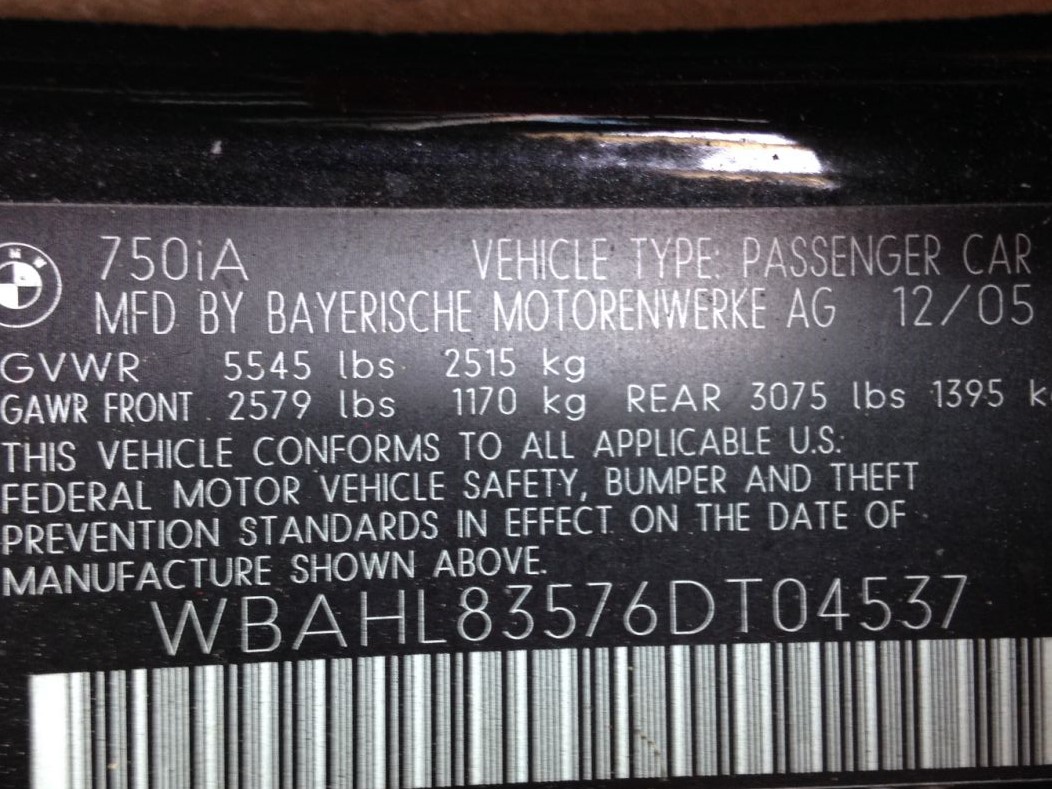 BMW
750iA VEHICLE TYPE: PASSENGER CAR
MFD BY BAYERISCHE MOTORENWERKE AG 12/05
GVWR 5545 lbs 2515 kg
GAWR FRONT 2579 lbs 1170 kg REAR 3075 lbs 1395 k
THIS VEHICLE CONFORMS TO ALL APPLICABLE U.S.
FEDERAL MOTOR VEHICLE SAFETY, BUMPER AND THEFT
PREVENTION STANDARDS IN EFFECT ON THE DATE OF
MANUFACTURE SHOWN ABOVE.
WBAHL83576DT04537